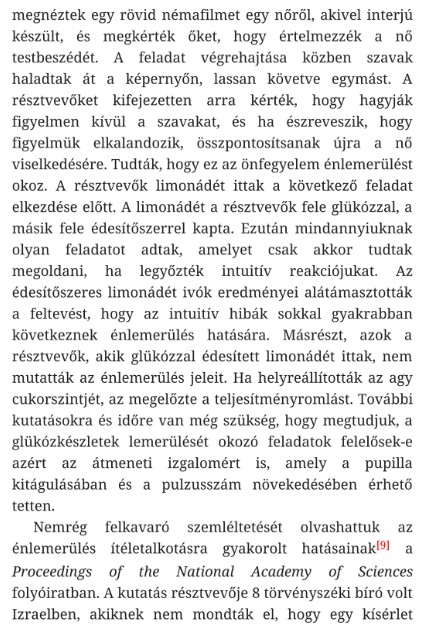 megnéztek egy rövid némafilmet egy nőről, akivel interjú
készült, és megkérték őket, hogy értelmezzék a nő
testbeszédét. A feladat végrehajtása közben szavak
haladtak át a képernyőn, lassan követve egymást. A
résztvevőket kifejezetten arra kérték, hogy hagyják
figyelmen kívül a szavakat, és ha észreveszik, hogy
figyelmük elkalandozik, összpontosítsanak újra a nő
viselkedésére. Tudták, hogy ez az önfegyelem énlemerülést
okoz. A résztvevők limonádét ittak a következő feladat
elkezdése előtt. A limonádét a résztvevők fele glükózzal, a
másik fele édesítőszerrel kapta. Ezután mindannyiuknak
olyan feladatot adtak, amelyet csak akkor tudtak
megoldani, ha legyőzték intuitív reakciójukat. Az
édesítőszeres limonádét ivók eredményei alátámasztották
a feltevést, hogy az intuitív hibák sokkal gyakrabban
következnek énlemerülés hatására. Másrészt, azok a
résztvevők, akik glükózzal édesített limonádét ittak, nem
mutatták az énlemerülés jeleit. Ha helyreállították az agy
cukorszintjét, az megelőzte a teljesítményromlást. További
kutatásokra és időre van még szükség, hogy megtudjuk, a
glükózkészletek lemerülését okozó feladatok felelősek-e
azért az átmeneti izgalomért is, amely a pupilla
kitágulásában és a pulzusszám növekedésében érhető
tetten.
Nemrég felkavaró szemléltetését olvashattuk az
énlemerülés ítéletalkotásra gyakorolt hatásainak[9] a
Proceedings of the National Academy of Sciences
folyóiratban. A kutatás résztvevője 8 törvényszéki bíró volt
Izraelben, akiknek nem mondták el, hogy egy kísérlet